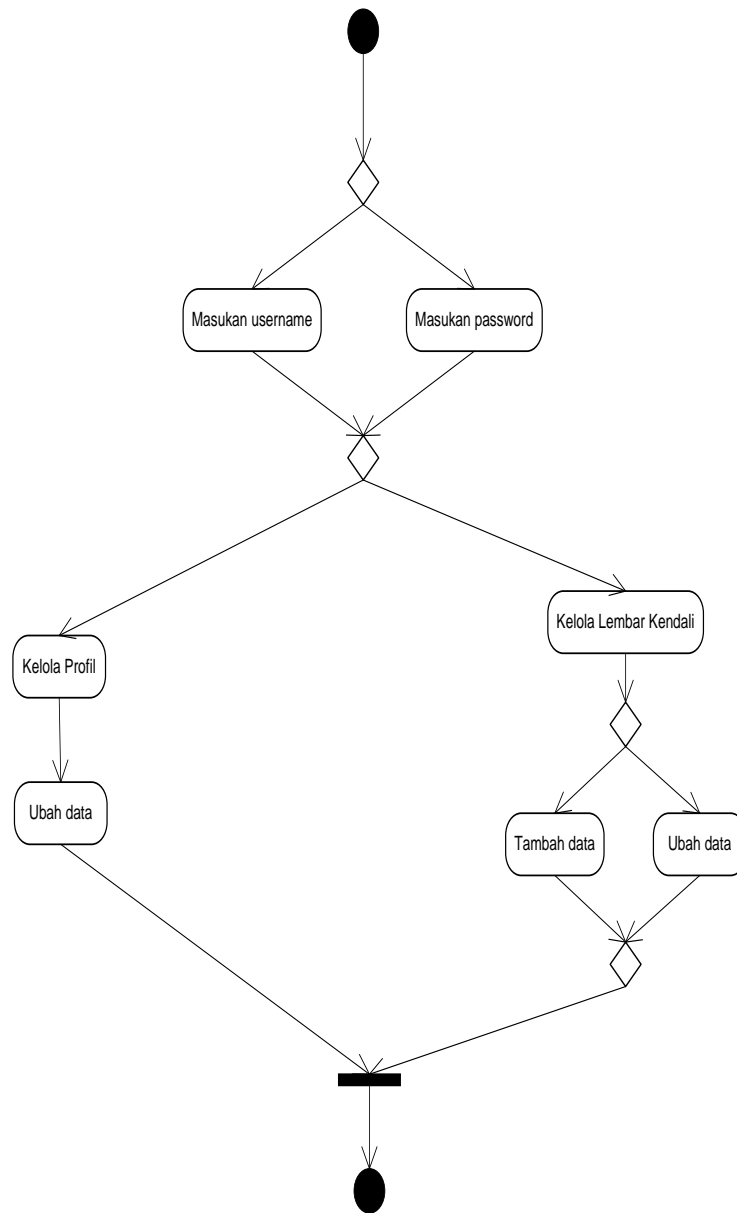 Masukan username
Masukan password
Kelola Lembar Kendali
Kelola Profil
Ubah data
Tambah data
Ubah data